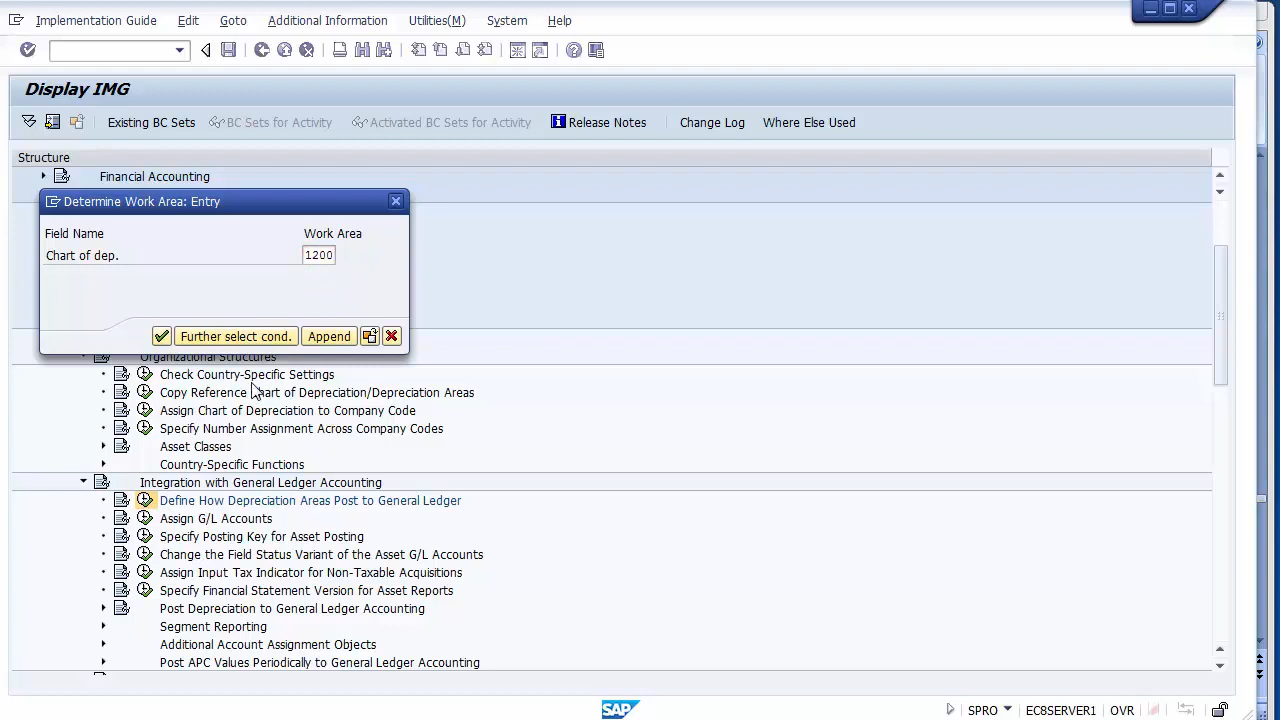 Implementation Guide Edit Goto Additional Information Utilities(M) System Help
Display IMG
Existing BC Sets BC Sets for Activity Activated BC Sets for Activity Release Notes Change Log Where Else Used
Structure
Financial Accounting
Determine Work Area: Entry
Field Name Work Area
Chart of dep. 1200
Further select cond. Append
Organizational Structures
Check Country-Specific Settings
Copy Reference Chart of Depreciation/Depreciation Areas
Assign Chart of Depreciation to Company Code
Specify Number Assignment Across Company Codes
Asset Classes
Country-Specific Functions
Integration with General Ledger Accounting
Define How Depreciation Areas Post to General Ledger
Assign G/L Accounts
Specify Posting Key for Asset Posting
Change the Field Status Variant of the Asset G/L Accounts
Assign Input Tax Indicator for Non-Taxable Acquisitions
Specify Financial Statement Version for Asset Reports
Post Depreciation to General Ledger Accounting
Segment Reporting
Additional Account Assignment Objects
Post APC Values Periodically to General Ledger Accounting
SAP SPRO OVR